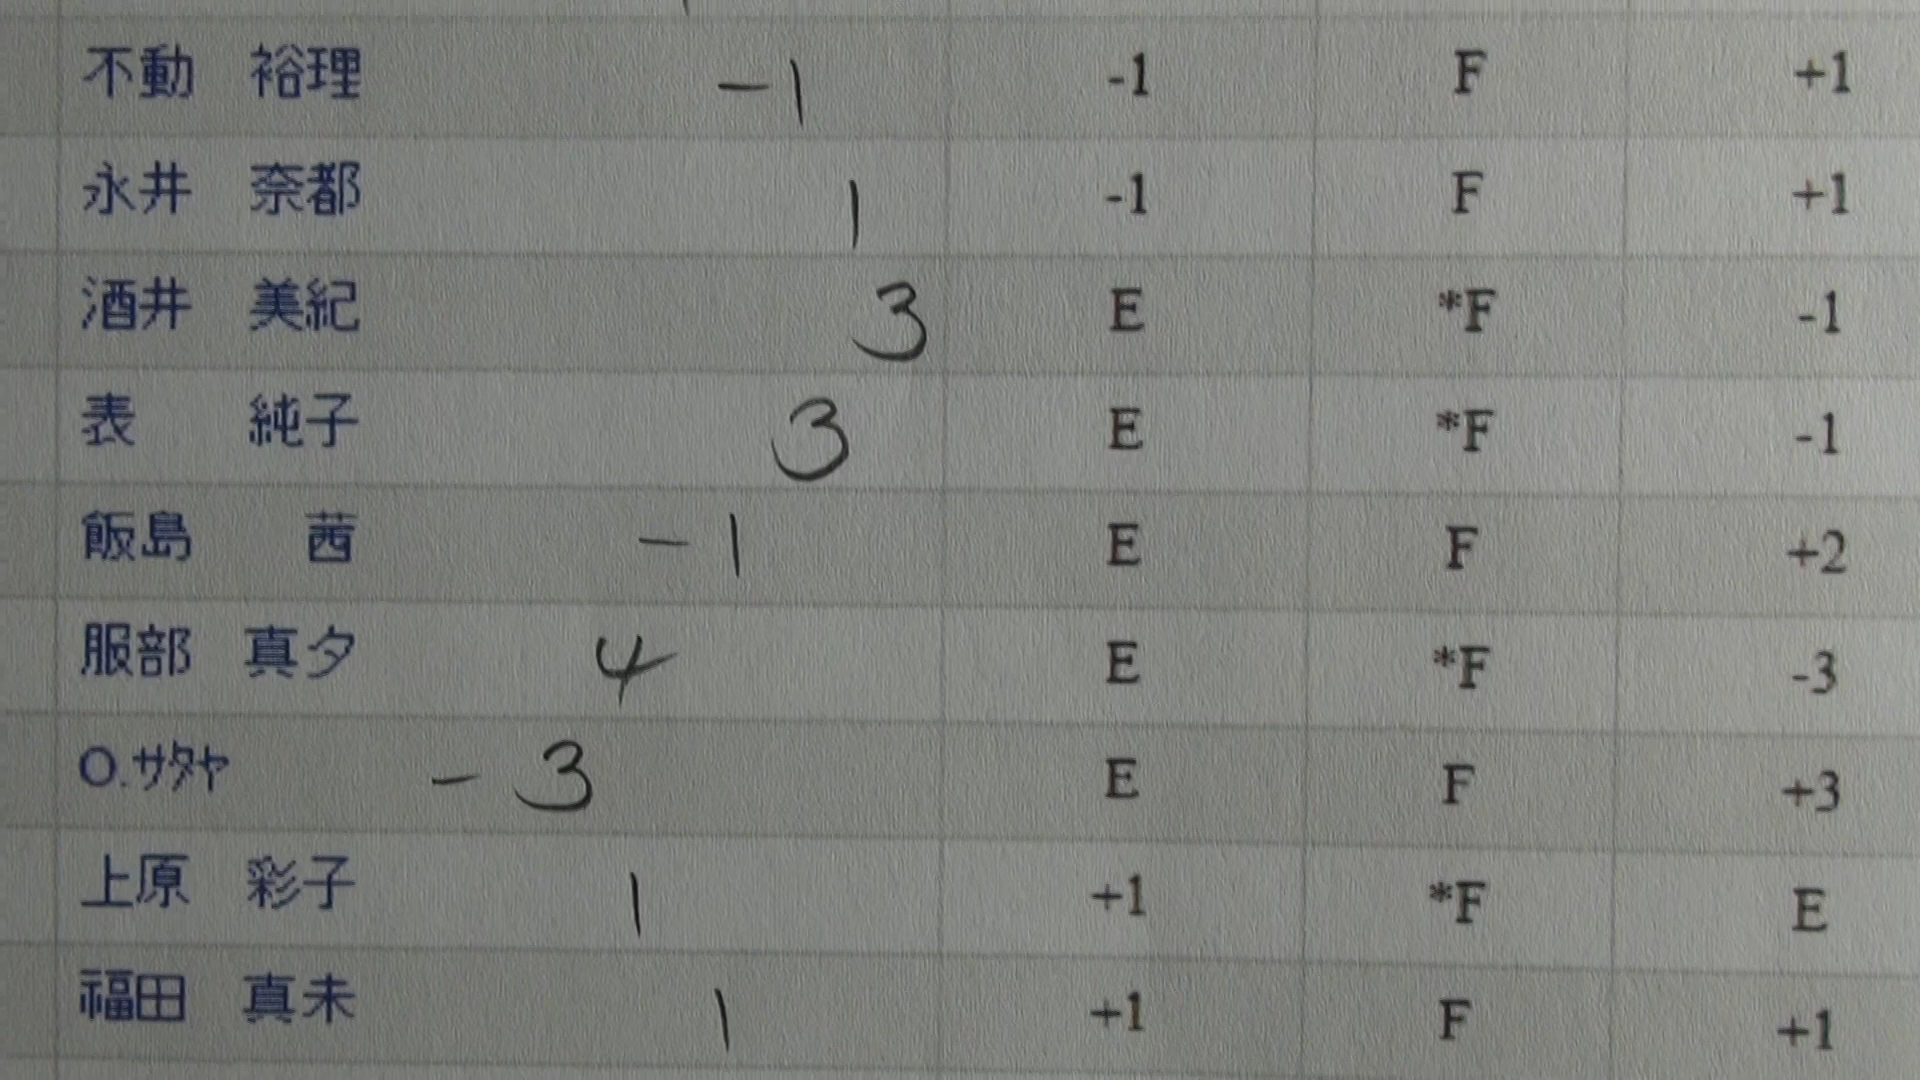 不動 裕理 -1 -1 F +1
永井 奈都 1 -1 F +1
酒井 美紀 3 E *F -1
表 純子 3 E *F -1
飯島 茜 -1 E F +2
服部 真夕 4 E *F -3
O.ｻﾀﾔ -3 E F +3
上原 彩子 1 +1 *F E
福田 真未 1 +1 F +1